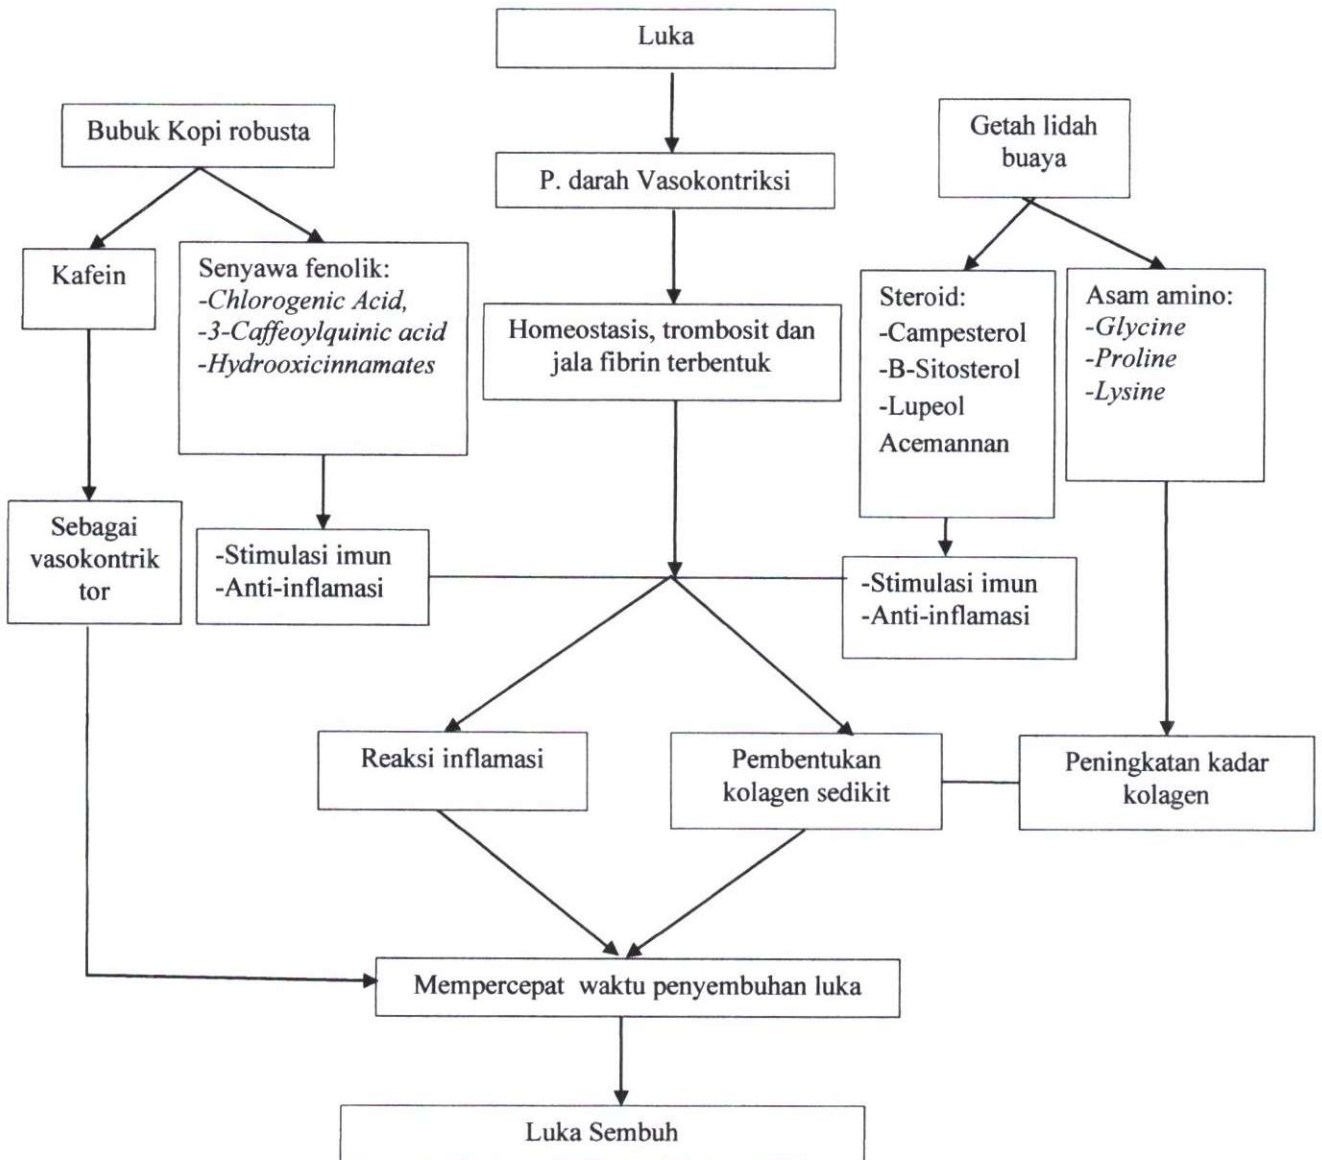 Luka
Bubuk Kopi robusta
Getah lidah
buaya
P. darah Vasokontriksi
Kafein
Senyawa fenolik:
-Chlorogenic Acid,
-3-Caffeoylquinic acid
-Hydrooxicinnamates
Homeostasis, trombosit dan
jala fibrin terbentuk
Steroid:
-Campesterol
-B-Sitosterol
-Lupeol
Acemannan
Asam amino:
-Glycine
-Proline
-Lysine
Sebagai
vasokontrik
tor
-Stimulasi imun
-Anti-inflamasi
-Stimulasi imun
-Anti-inflamasi
Reaksi inflamasi
Pembentukan
kolagen sedikit
Peningkatan kadar
kolagen
Mempercepat waktu penyembuhan luka
Luka Sembuh